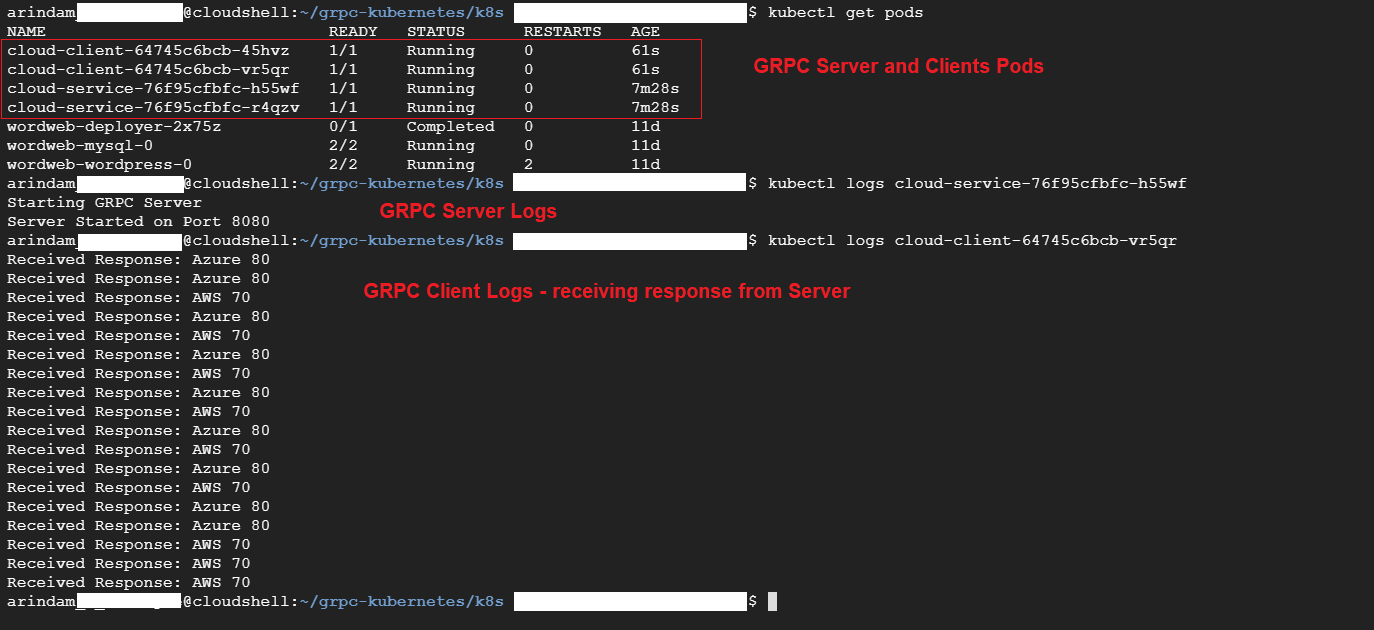 arindam @cloudshell:~/grpc-kubernetes/k8s $ kubectl get pods
NAME READY STATUS RESTARTS AGE
cloud-client-64745c6bcb-45hvz 1/1 Running 0 61s
cloud-client-64745c6bcb-vr5qr 1/1 Running 0 61s
GRPC Server and Clients Pods
cloud-service-76f95cfbfc-h55wf 1/1 Running 0 7m28s
cloud-service-76f95cfbfc-r4qzv 1/1 Running 0 7m28s
wordweb-deployer-2x75z 0/1 Completed 0 11d
wordweb-mysql-0 2/2 Running 0 11d
wordweb-wordpress-0 2/2 Running 2 11d
arindam @cloudshell:~/grpc-kubernetes/k8s $ kubectl logs cloud-service-76f95cfbfc-h55wf
Starting GRPC Server
GRPC Server Logs
Server Started on Port 8080
arindam @cloudshell:~/grpc-kubernetes/k8s $ kubectl logs cloud-client-64745c6bcb-vr5qr
Received Response: Azure 80
Received Response: Azure 80
GRPC Client Logs - receiving response from Server
Received Response: AWS 70
Received Response: Azure 80
Received Response: AWS 70
Received Response: Azure 80
Received Response: AWS 70
Received Response: Azure 80
Received Response: AWS 70
Received Response: Azure 80
Received Response: AWS 70
Received Response: Azure 80
Received Response: AWS 70
Received Response: Azure 80
Received Response: Azure 80
Received Response: AWS 70
Received Response: AWS 70
Received Response: AWS 70
arindam @cloudshell:~/grpc-kubernetes/k8s $